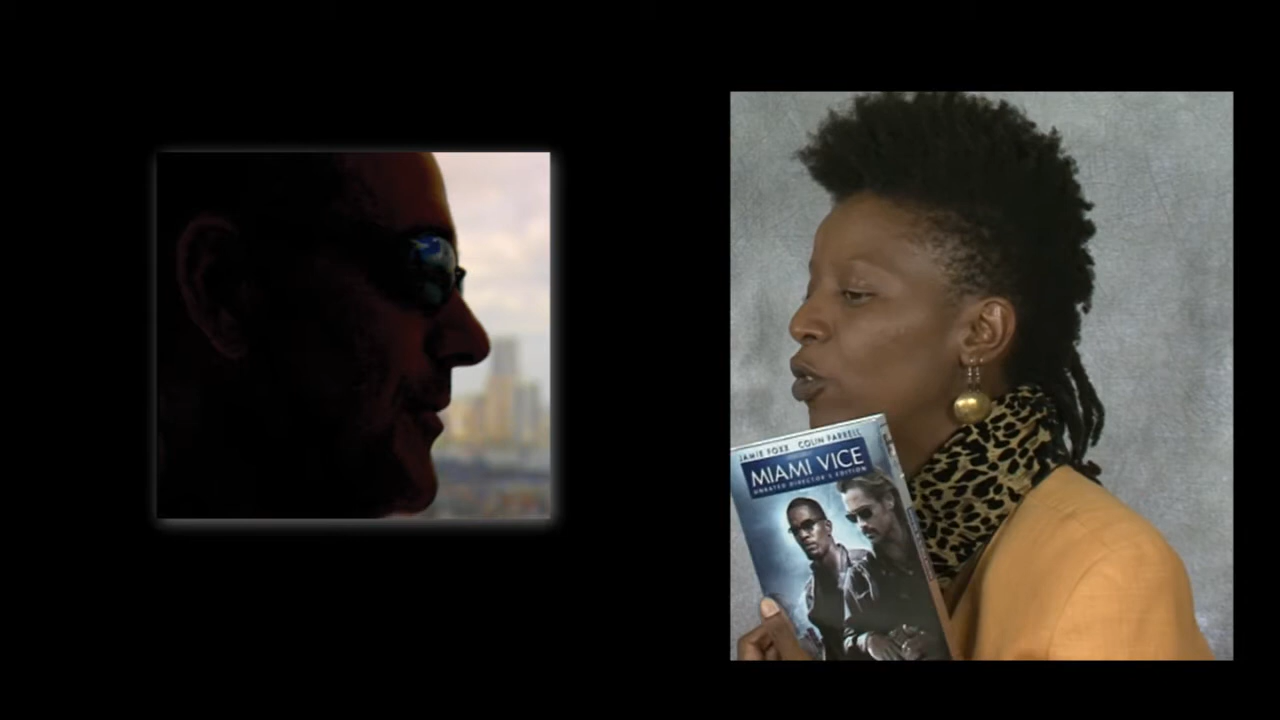 JAMIE FOXX COLIN FARRELL
MIAMI VICE
UNRATED DIRECTOR'S EDITION